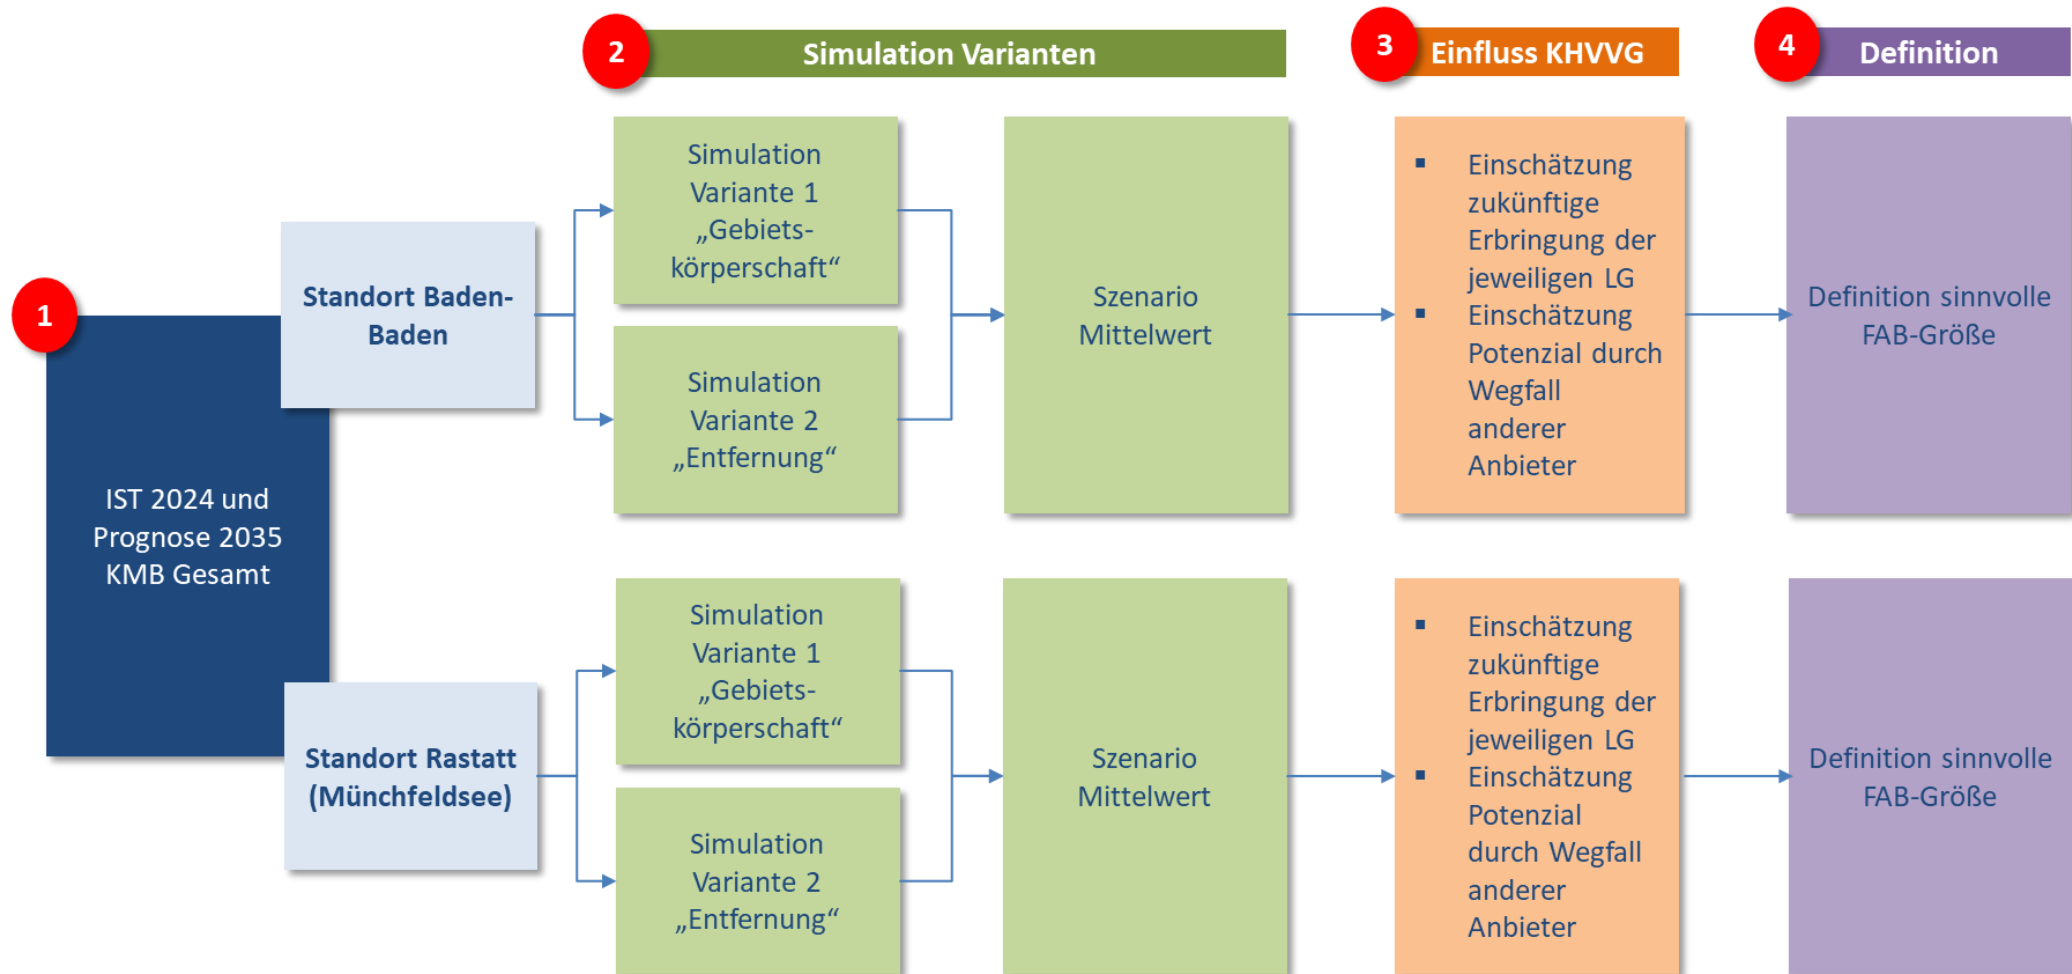 2
Simulation Varianten
3
Einfluss KHVVG
4
Definition
1
IST 2024 und
Prognose 2035
KMB Gesamt
Standort Baden-
Baden
Simulation
Variante 1
„Gebiets-
körperschaft“
Simulation
Variante 2
„Entfernung“
Szenario
Mittelwert
▪ Einschätzung
zukünftige
Erbringung der
jeweiligen LG
▪ Einschätzung
Potenzial durch
Wegfall
anderer
Anbieter
Definition sinnvolle
FAB-Größe
Standort Rastatt
(Münchfeldsee)
Simulation
Variante 1
„Gebiets-
körperschaft“
Simulation
Variante 2
„Entfernung“
Szenario
Mittelwert
▪ Einschätzung
zukünftige
Erbringung der
jeweiligen LG
▪ Einschätzung
Potenzial
durch Wegfall
anderer
Anbieter
Definition sinnvolle
FAB-Größe